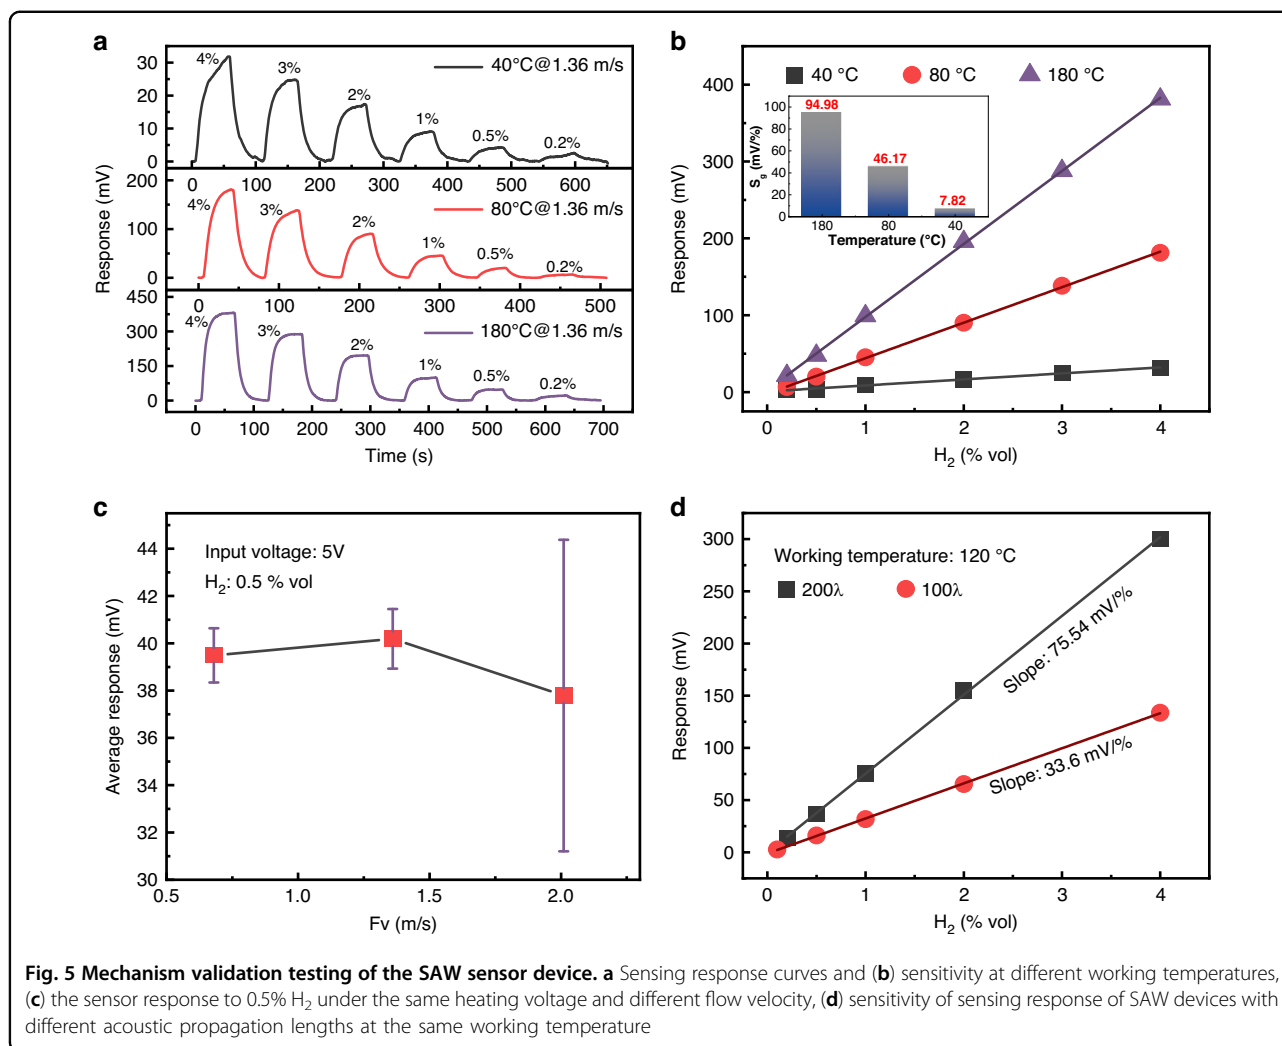 a
30
20
10
0
4%
3%
2%
1%
0.5%
0.2%
40°C@1.36 m/s
0 100 200 300 400 500 600
Response (mV)
200
100
0
4%
3%
2%
1%
0.5%
0.2%
80°C@1.36 m/s
0 100 200 300 400 500
450
300
150
0
4%
3%
2%
1%
0.5%
0.2%
180°C@1.36 m/s
0 100 200 300 400 500 600 700
Time (s)
b
400
300
200
100
0
Response (mV)
40 °C 80 °C 180 °C
100
80
60
40
20
0
Sg (mV/%)
94.98
46.17
7.82
180 80 40
Temperature (°C)
0 1 2 3 4
H2 (% vol)
c
44
42
40
38
36
34
32
30
Average response (mV)
Input voltage: 5V
H2: 0.5 % vol
0.5 1.0 1.5 2.0
Fv (m/s)
d
300
250
200
150
100
50
0
Response (mV)
Working temperature: 120 °C
200λ 100λ
Slope: 75.54 mV/%
Slope: 33.6 mV/%
0 1 2 3 4
H2 (% vol)
Fig. 5 Mechanism validation testing of the SAW sensor device. a Sensing response curves and (b) sensitivity at different working temperatures,
(c) the sensor response to 0.5% H2 under the same heating voltage and different flow velocity, (d) sensitivity of sensing response of SAW devices with
different acoustic propagation lengths at the same working temperature